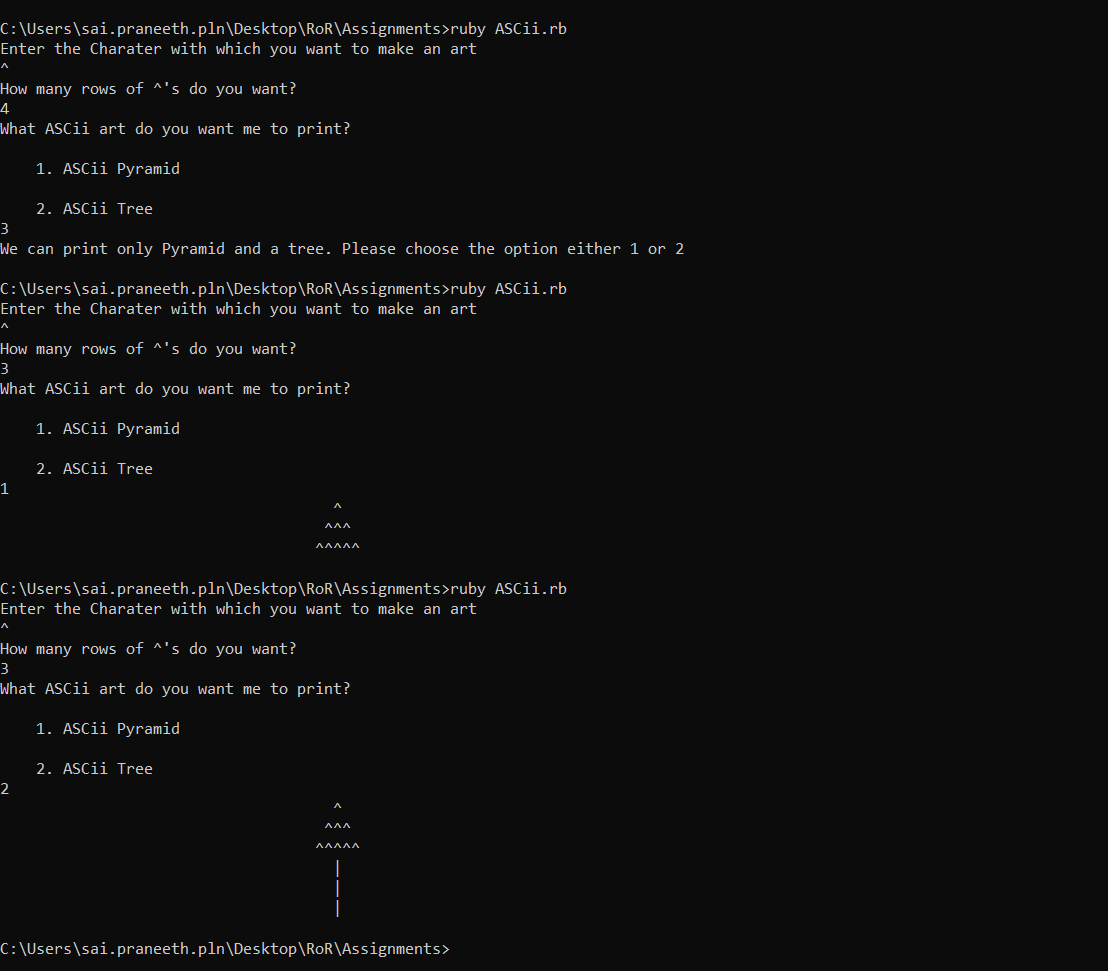 C:\Users\sai.praneeth.pln\Desktop\RoR\Assignments>ruby ASCii.rb
Enter the Charater with which you want to make an art
^
How many rows of ^'s do you want?
4
What ASCii art do you want me to print?
    1. ASCii Pyramid
    2. ASCii Tree
3
We can print only Pyramid and a tree. Please choose the option either 1 or 2
C:\Users\sai.praneeth.pln\Desktop\RoR\Assignments>ruby ASCii.rb
Enter the Charater with which you want to make an art
^
How many rows of ^'s do you want?
3
What ASCii art do you want me to print?
    1. ASCii Pyramid
    2. ASCii Tree
1
                                     ^
                                    ^^^
                                   ^^^^^
C:\Users\sai.praneeth.pln\Desktop\RoR\Assignments>ruby ASCii.rb
Enter the Charater with which you want to make an art
^
How many rows of ^'s do you want?
3
What ASCii art do you want me to print?
    1. ASCii Pyramid
    2. ASCii Tree
2
                                     ^
                                    ^^^
                                   ^^^^^
                                     |
                                     |
                                     |
C:\Users\sai.praneeth.pln\Desktop\RoR\Assignments>